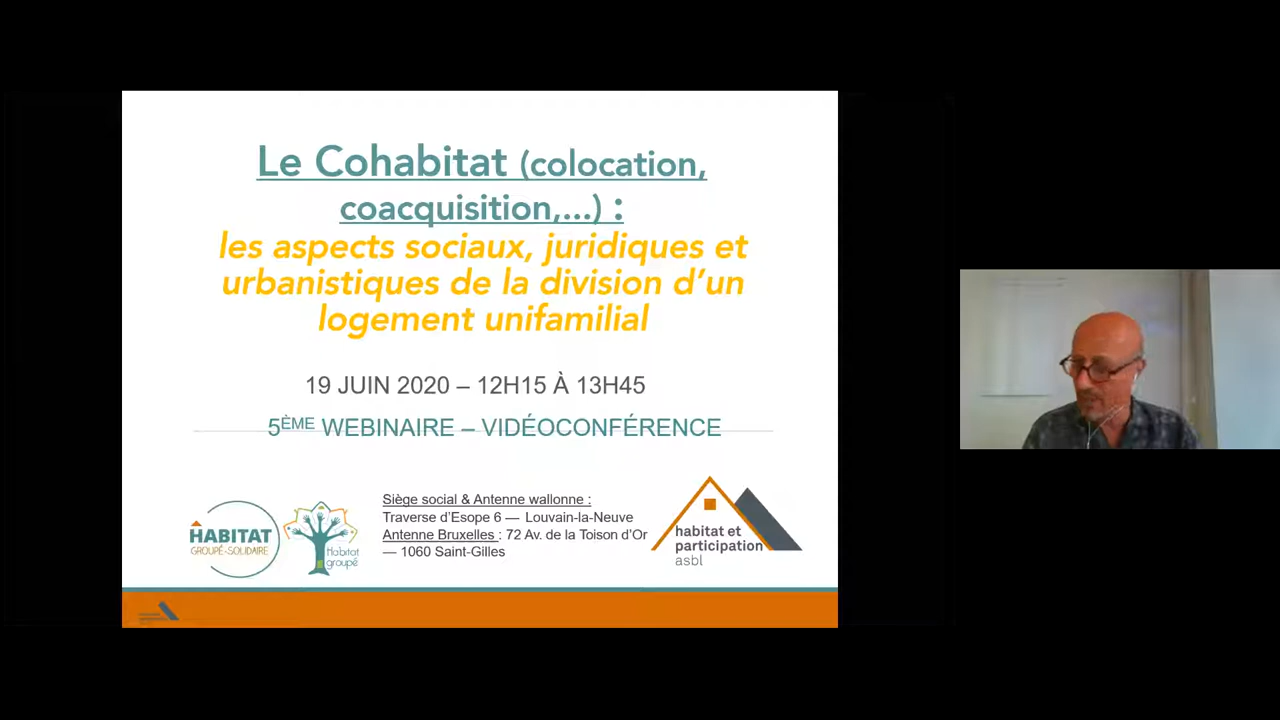 Le Cohabitat (colocation,
coacquisition,...) :
les aspects sociaux, juridiques et
urbanistiques de la division d’un
logement unifamilial
19 JUIN 2020 – 12H15 À 13H45
5ÈME WEBINAIRE – VIDÉOCONFÉRENCE
HABITAT
GROUPÉ-SOLIDAIRE
Habitat
groupé
Siège social & Antenne wallonne :
Traverse d’Esope 6 — Louvain-la-Neuve
Antenne Bruxelles : 72 Av. de la Toison d’Or
— 1060 Saint-Gilles
habitat et
participation
asbl